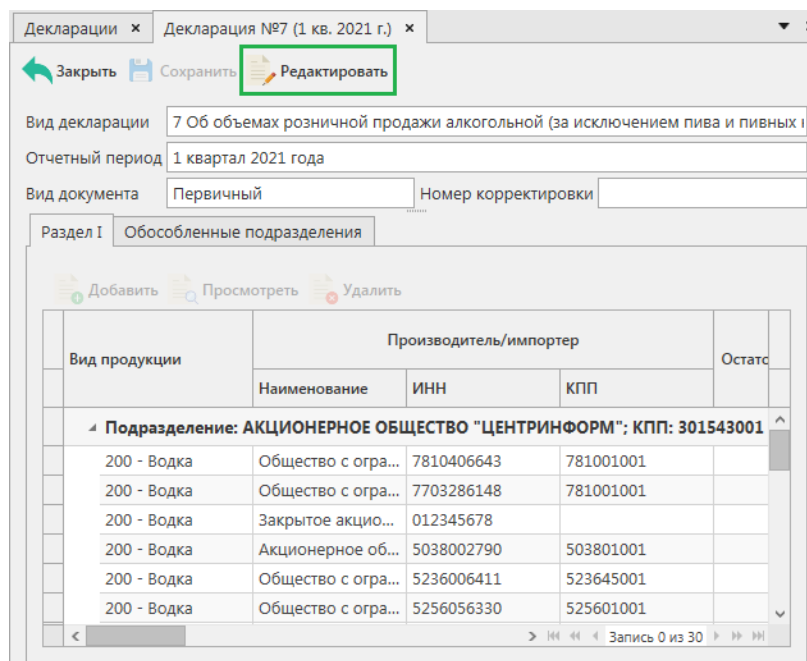 Декларации × Декларация №7 (1 кв. 2021 г.) ×
Закрыть Сохранить Редактировать
Вид декларации 7 Об объемах розничной продажи алкогольной (за исключением пива и пивных
Отчетный период 1 квартал 2021 года
Вид документа Первичный Номер корректировки
Раздел I Обособленные подразделения
Добавить Просмотреть Удалить
Вид продукции Производитель/импортер Остато
Наименование ИНН КПП
Подразделение: АКЦИОНЕРНОЕ ОБЩЕСТВО "ЦЕНТРИНФОРМ"; КПП: 301543001
200 - Водка Общество с огра... 7810406643 781001001
200 - Водка Общество с огра... 7703286148 781001001
200 - Водка Закрытое акцио... 012345678
200 - Водка Акционерное об... 5038002790 503801001
200 - Водка Общество с огра... 5236006411 523645001
200 - Водка Общество с огра... 5256056330 525601001
Запись 0 из 30